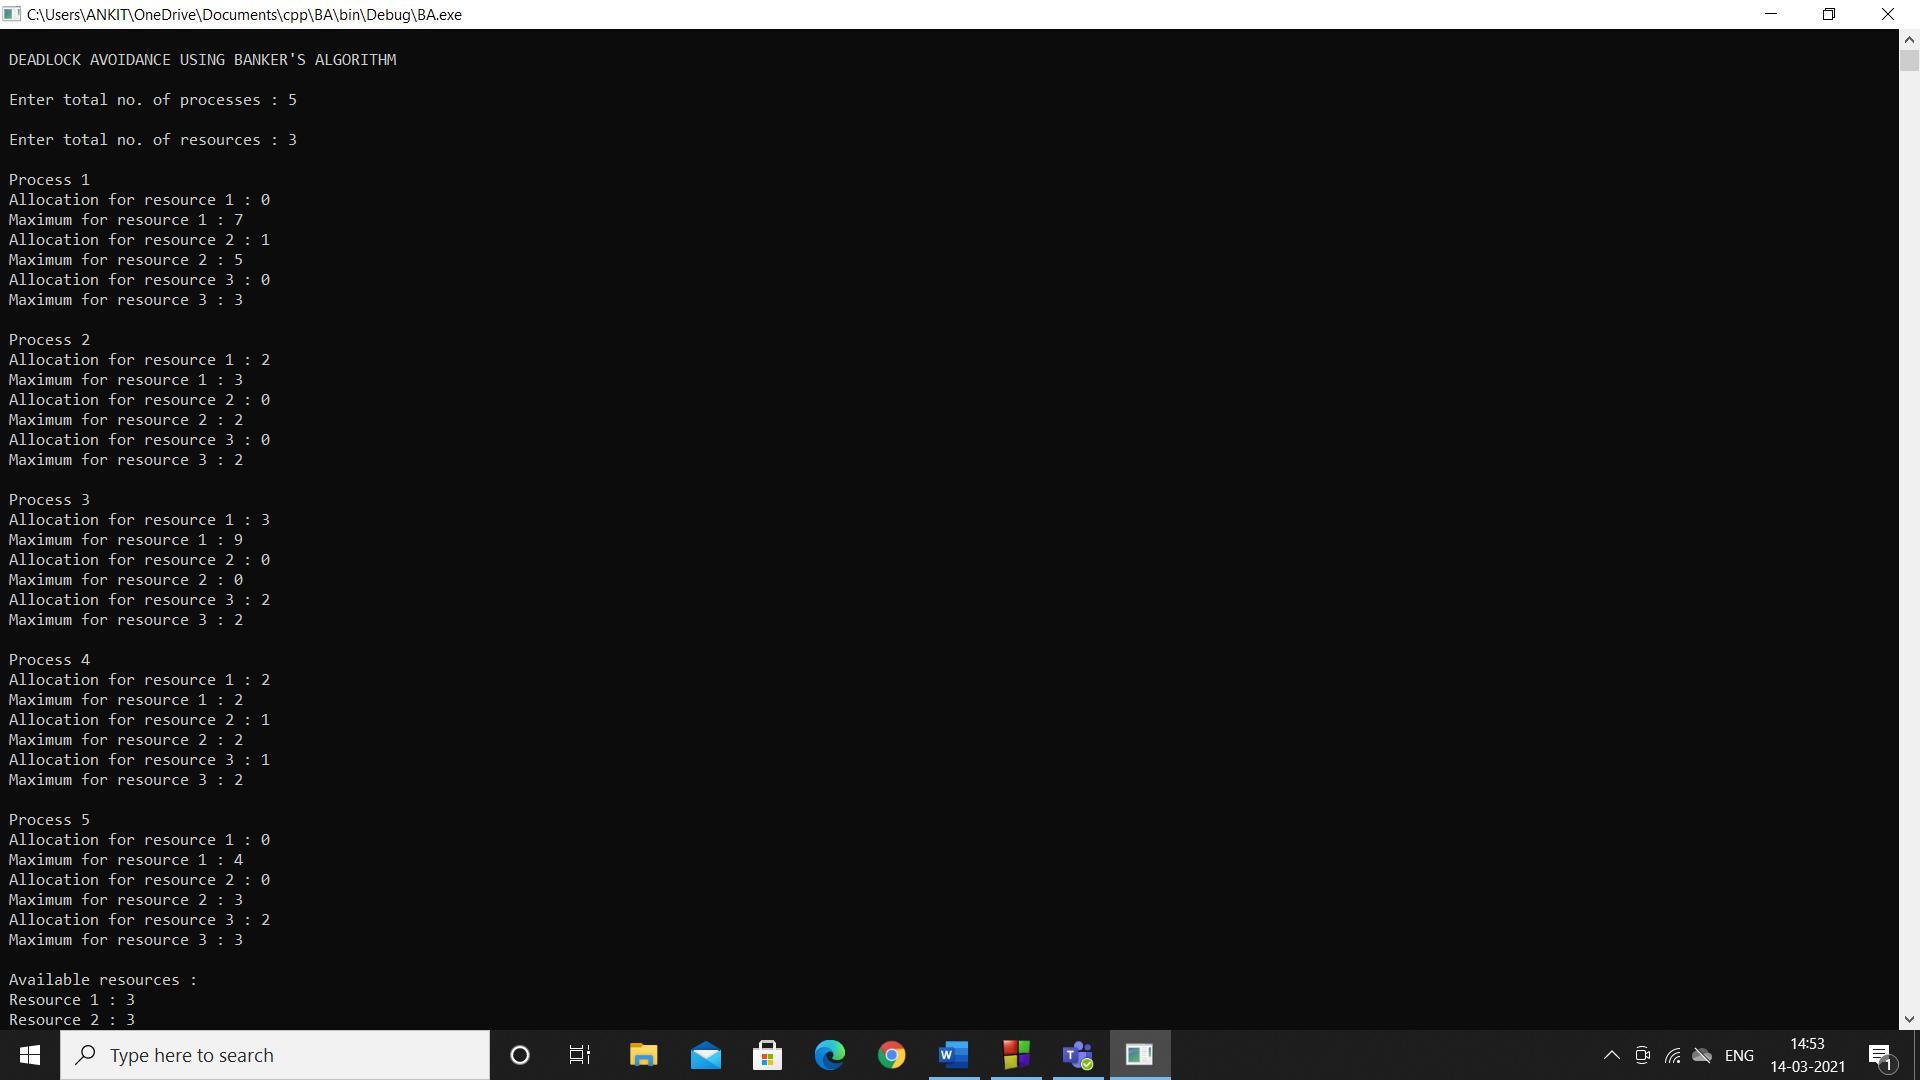 C:\Users\ANKIT\OneDrive\Documents\cpp\BA\bin\Debug\BA.exe
DEADLOCK AVOIDANCE USING BANKER'S ALGORITHM
Enter total no. of processes : 5
Enter total no. of resources : 3
Process 1
Allocation for resource 1 : 0
Maximum for resource 1 : 7
Allocation for resource 2 : 1
Maximum for resource 2 : 5
Allocation for resource 3 : 0
Maximum for resource 3 : 3
Process 2
Allocation for resource 1 : 2
Maximum for resource 1 : 3
Allocation for resource 2 : 0
Maximum for resource 2 : 2
Allocation for resource 3 : 0
Maximum for resource 3 : 2
Process 3
Allocation for resource 1 : 3
Maximum for resource 1 : 9
Allocation for resource 2 : 0
Maximum for resource 2 : 0
Allocation for resource 3 : 2
Maximum for resource 3 : 2
Process 4
Allocation for resource 1 : 2
Maximum for resource 1 : 2
Allocation for resource 2 : 1
Maximum for resource 2 : 2
Allocation for resource 3 : 1
Maximum for resource 3 : 2
Process 5
Allocation for resource 1 : 0
Maximum for resource 1 : 4
Allocation for resource 2 : 0
Maximum for resource 2 : 3
Allocation for resource 3 : 2
Maximum for resource 3 : 3
Available resources :
Resource 1 : 3
Resource 2 : 3
Type here to search
ENG
14:53
14-03-2021
1